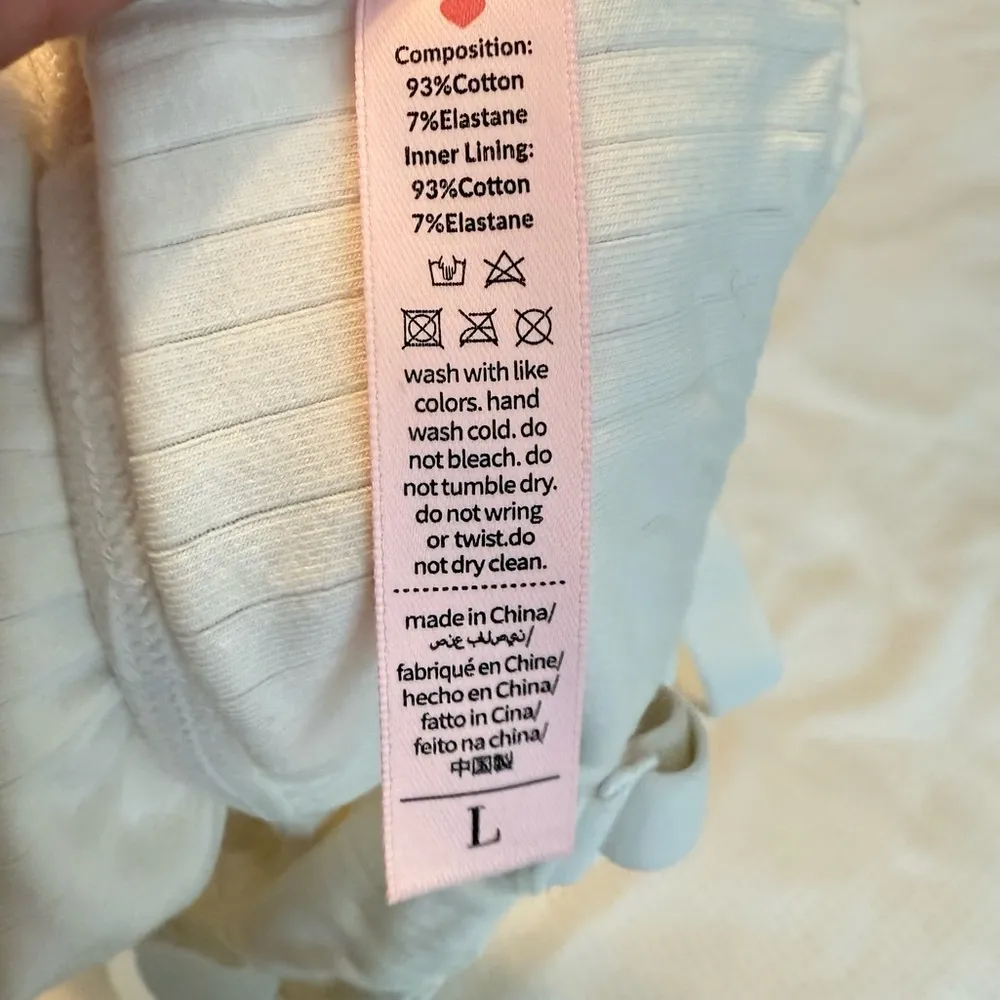 Composition:
93%Cotton
7%Elastane
Inner Lining:
93%Cotton
7%Elastane
wash with like
colors. hand
wash cold. do
not bleach. do
not tumble dry.
do not wring
or twist.do
not dry clean.
made in China/
fabriqué en Chine/
hecho en China/
fatto in Cina/
feito na china/
中国製
L